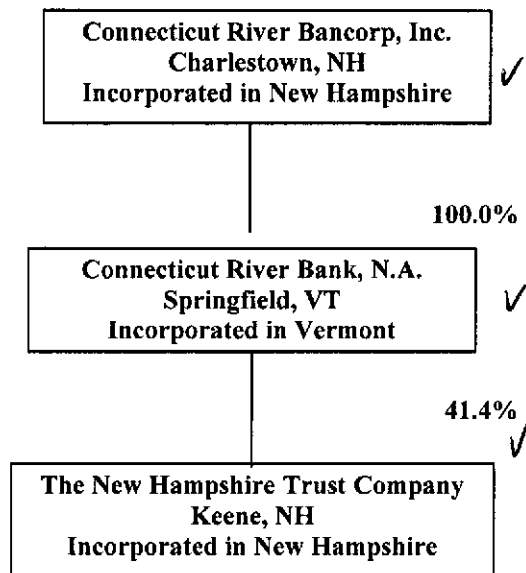 Connecticut River Bancorp, Inc.
Charlestown, NH
Incorporated in New Hampshire
100.0%
Connecticut River Bank, N.A.
Springfield, VT
Incorporated in Vermont
41.4%
The New Hampshire Trust Company
Keene, NH
Incorporated in New Hampshire